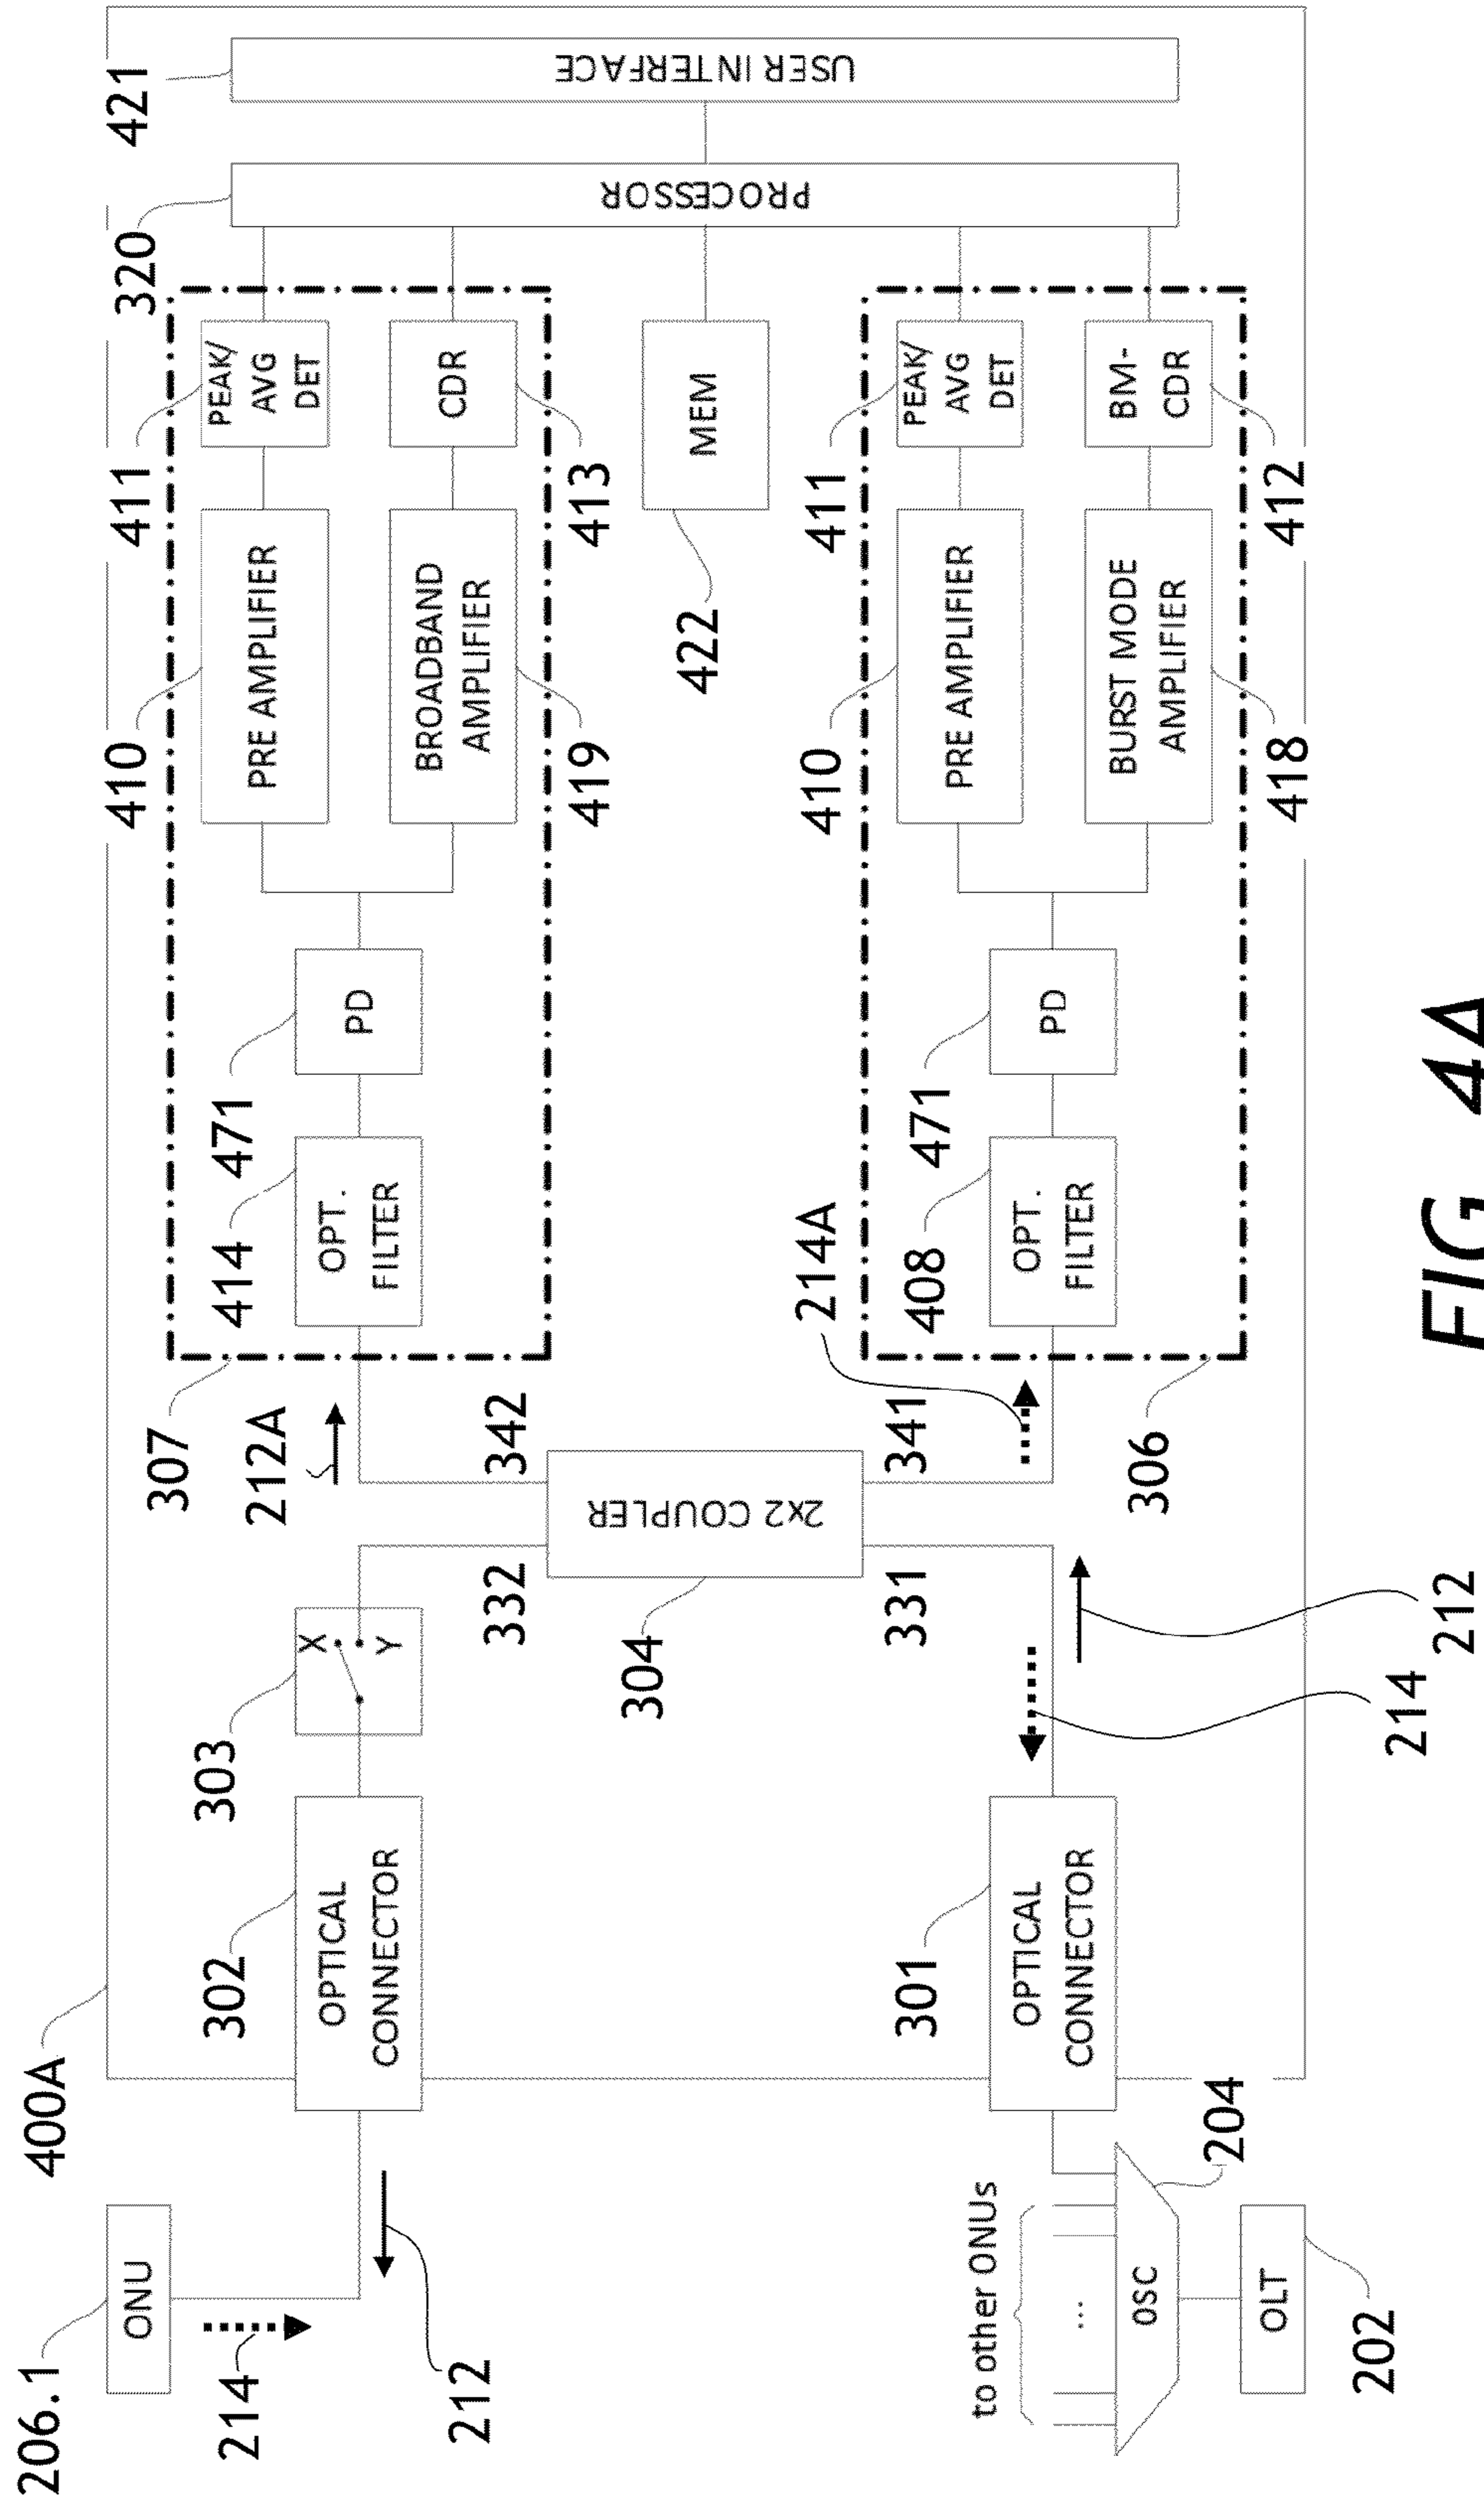 206.1
ONU
214
212
400A
302
OPTICAL
CONNECTOR
303
X
Y
332
342
212A
307
414
OPT.
FILTER
471
PD
410
PRE AMPLIFIER
411
PEAK/
AVG
DET
BROADBAND
AMPLIFIER
419
CDR
413
320
PROCESSOR
421
USER INTERFACE
MEM
422
304
2x2 COUPLER
to other ONUs
...
OSC
204
OLT
202
301
OPTICAL
CONNECTOR
331
341
214
212
214A
306
408
OPT.
FILTER
471
PD
410
PRE AMPLIFIER
411
PEAK/
AVG
DET
BURST MODE
AMPLIFIER
418
BM-
CDR
412
FIG. 4A